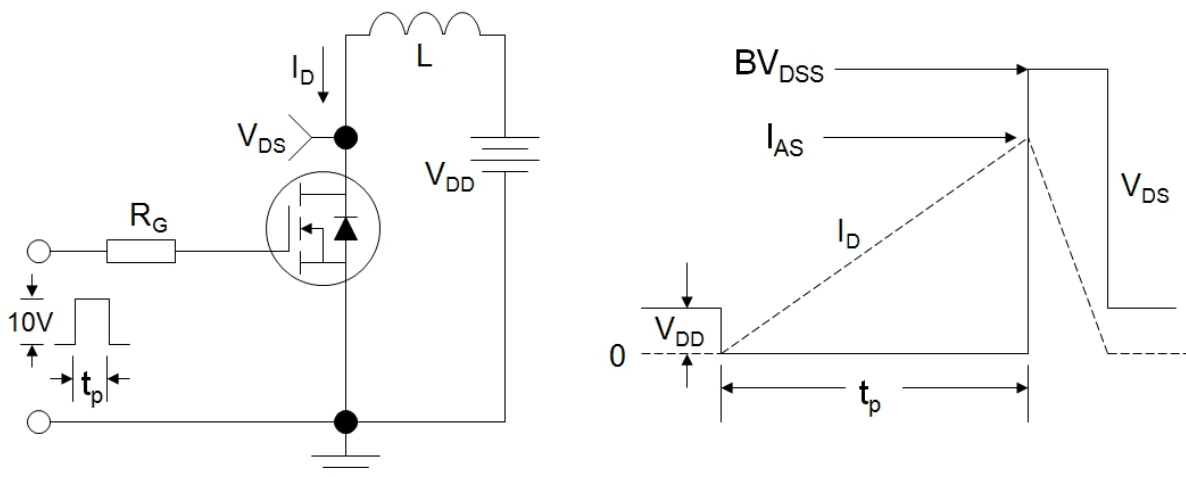 I_D
L
V_DS
V_DD
R_G
10V
t_p
BV_DSS
I_AS
V_DS
I_D
V_DD
0
t_p